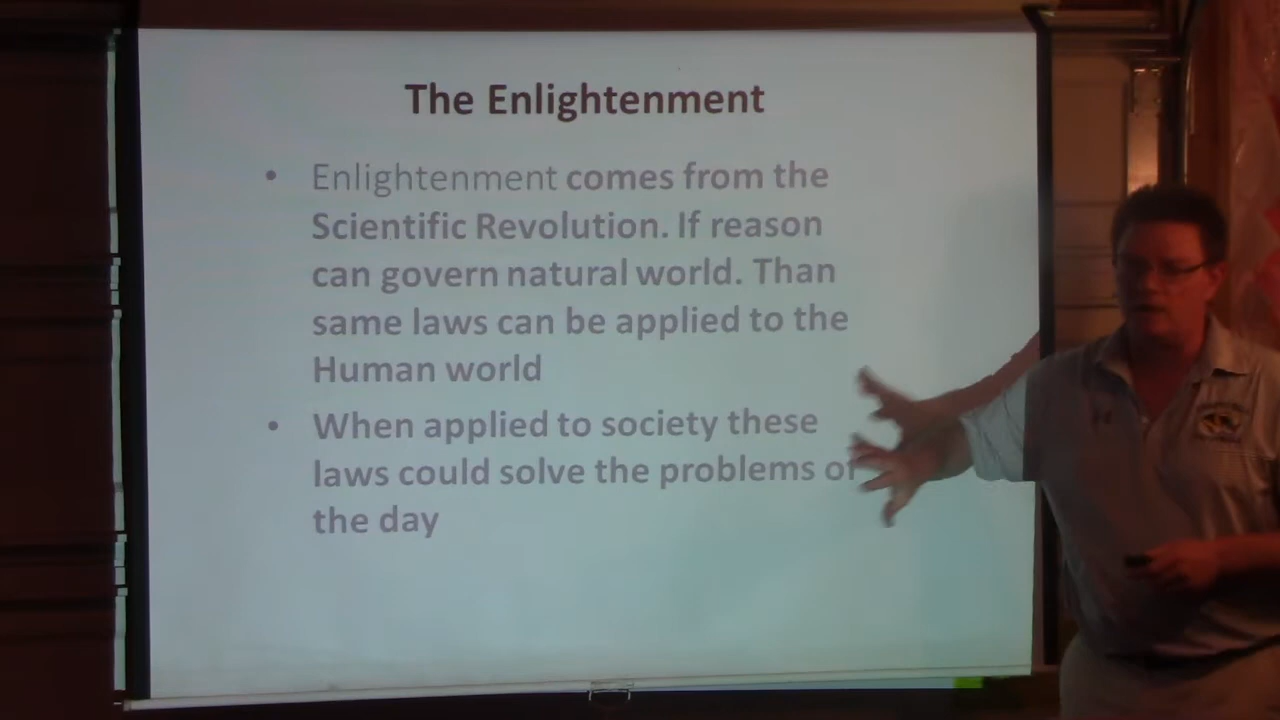 The Enlightenment
• Enlightenment comes from the
Scientific Revolution. If reason
can govern natural world. Than
same laws can be applied to the
Human world
• When applied to society these
laws could solve the problems of
the day